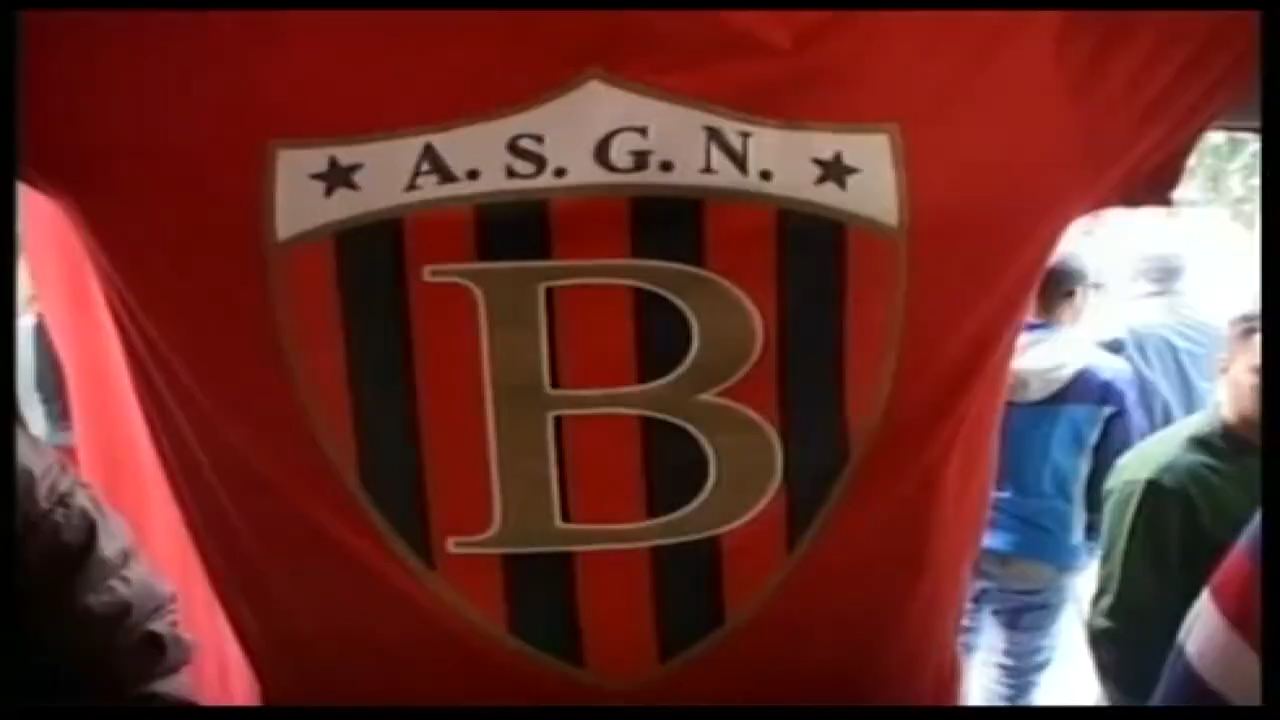 ★ A. S. G. N. ★
B